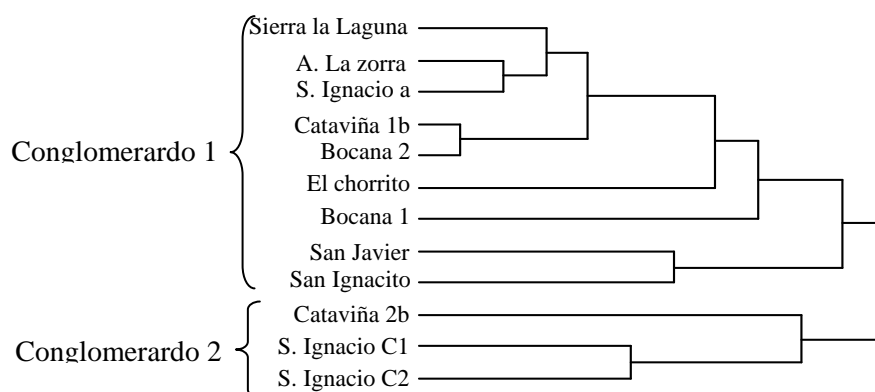 Sierra la Laguna
A. La zorra
S. Ignacio a
Cataviña 1b
Bocana 2
El chorrito
Bocana 1
San Javier
San Ignacito
Conglomerardo 1
Cataviña 2b
S. Ignacio C1
S. Ignacio C2
Conglomerardo 2